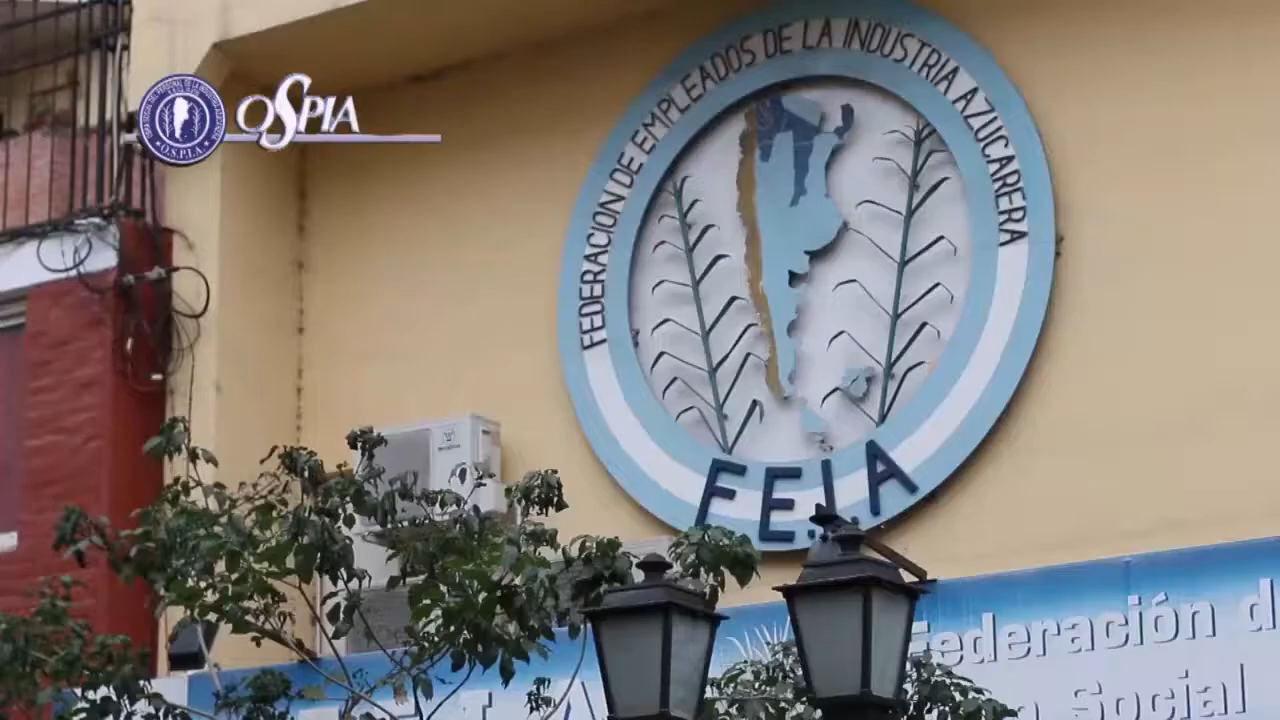 OSPIA
O.S.P.I.A.
FEDERACION DE EMPLEADOS DE LA INDUSTRIA AZUCARERA
F.E.I.A
Federación d
Social